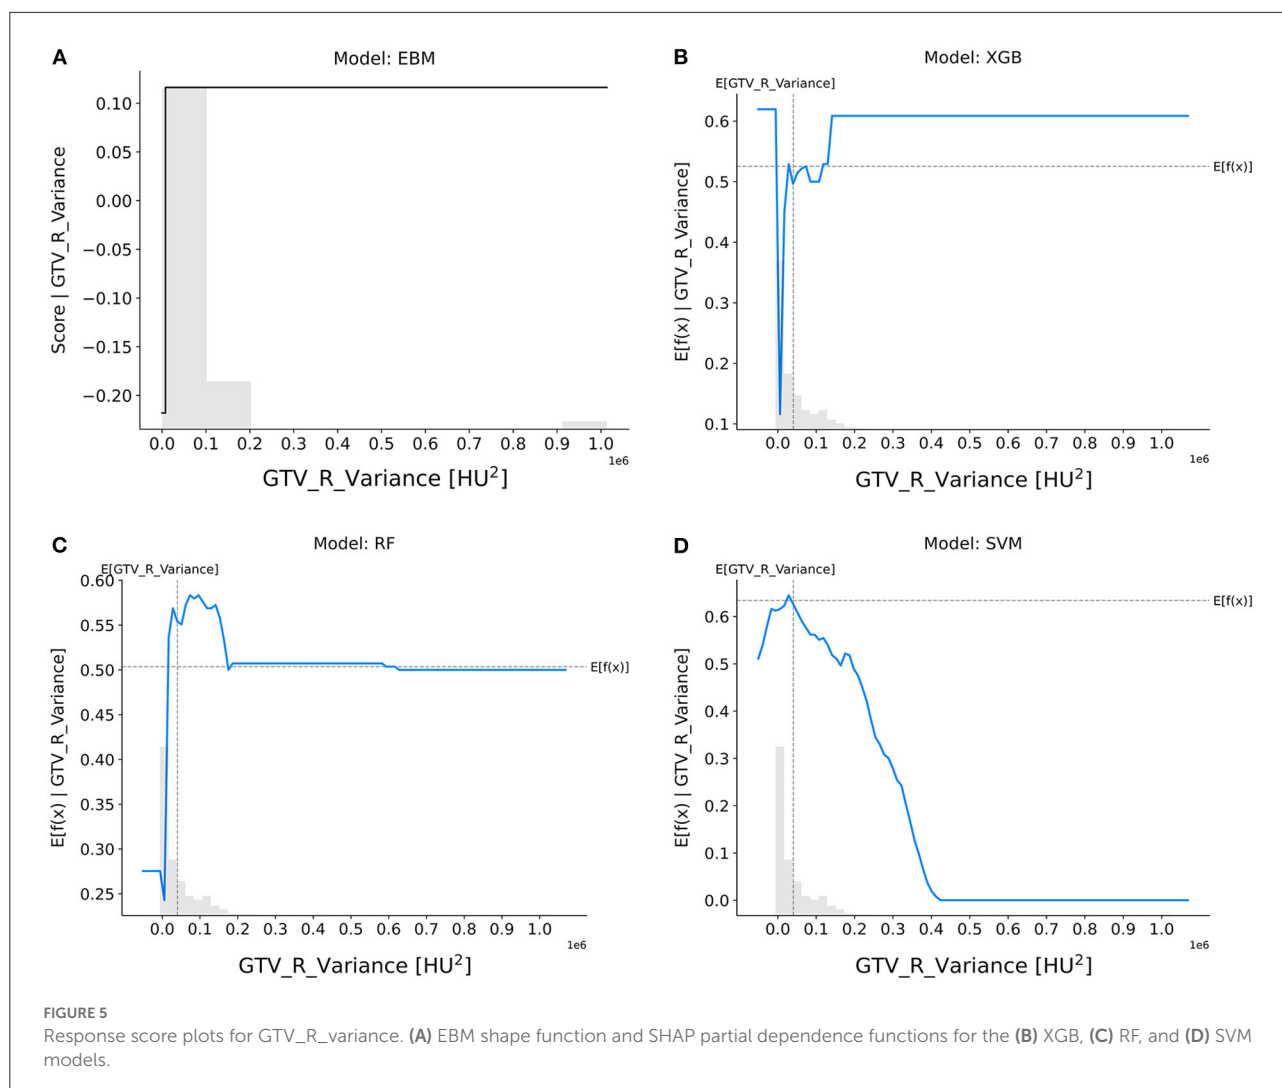 A
Model: EBM
Score | GTV_R_Variance
0.10
0.05
0.00
−0.05
−0.10
−0.15
−0.20
0.0 0.1 0.2 0.3 0.4 0.5 0.6 0.7 0.8 0.9 1.0
1e6
GTV_R_Variance [HU²]
B
Model: XGB
E[GTV_R_Variance]
E[f(x) | GTV_R_Variance]
0.6
0.5
0.4
0.3
0.2
0.1
E[f(x)]
0.0 0.1 0.2 0.3 0.4 0.5 0.6 0.7 0.8 0.9 1.0
1e6
GTV_R_Variance [HU²]
C
Model: RF
E[GTV_R_Variance]
E[f(x) | GTV_R_Variance]
0.60
0.55
0.50
0.45
0.40
0.35
0.30
0.25
E[f(x)]
0.0 0.1 0.2 0.3 0.4 0.5 0.6 0.7 0.8 0.9 1.0
1e6
GTV_R_Variance [HU²]
D
Model: SVM
E[GTV_R_Variance]
E[f(x) | GTV_R_Variance]
0.6
0.5
0.4
0.3
0.2
0.1
0.0
E[f(x)]
0.0 0.1 0.2 0.3 0.4 0.5 0.6 0.7 0.8 0.9 1.0
1e6
GTV_R_Variance [HU²]
FIGURE 5
Response score plots for GTV_R_variance. (A) EBM shape function and SHAP partial dependence functions for the (B) XGB, (C) RF, and (D) SVM
models.